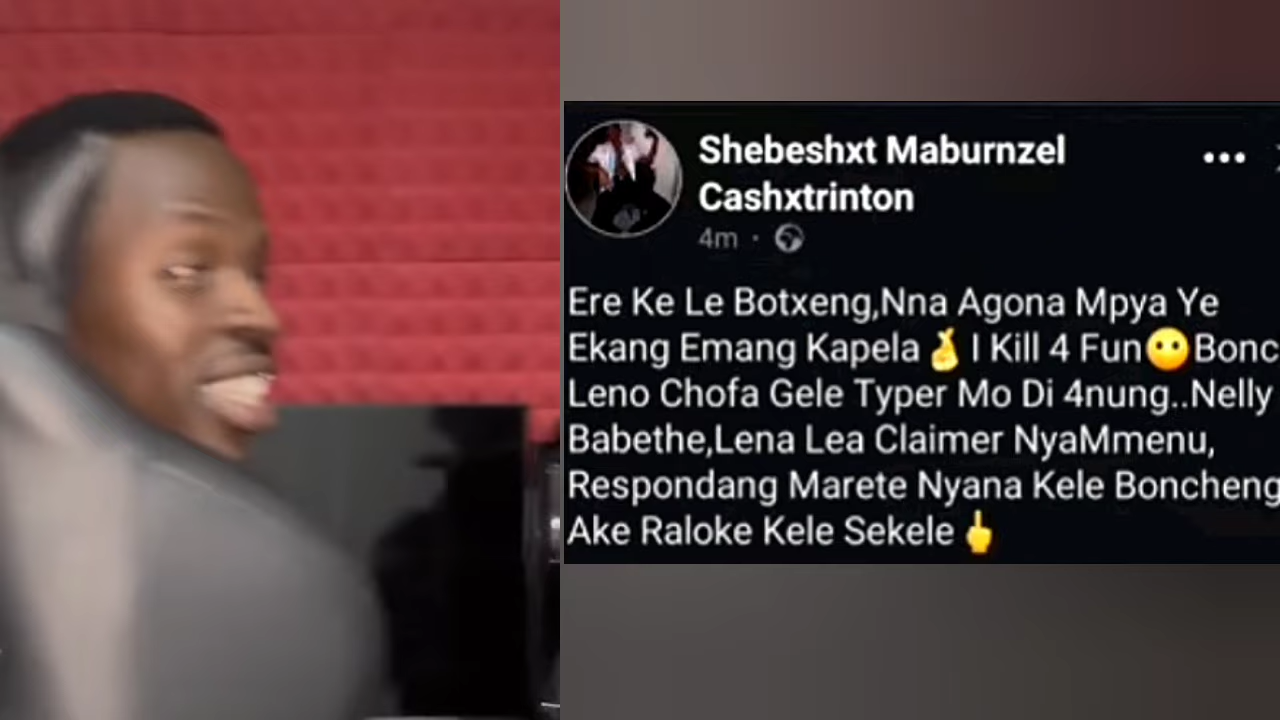 Shebeshxt Maburnzel
Cashxtrinton
4m ·
Ere Ke Le Botxeng,Nna Agona Mpya Ye
Ekang Emang Kapela🤞I Kill 4 Fun😶Bonc
Leno Chofa Gele Typer Mo Di 4nung..Nelly
Babethe,Lena Lea Claimer NyaMmenu,
Respondang Marete Nyana Kele Boncheng
Ake Raloke Kele Sekele🖕